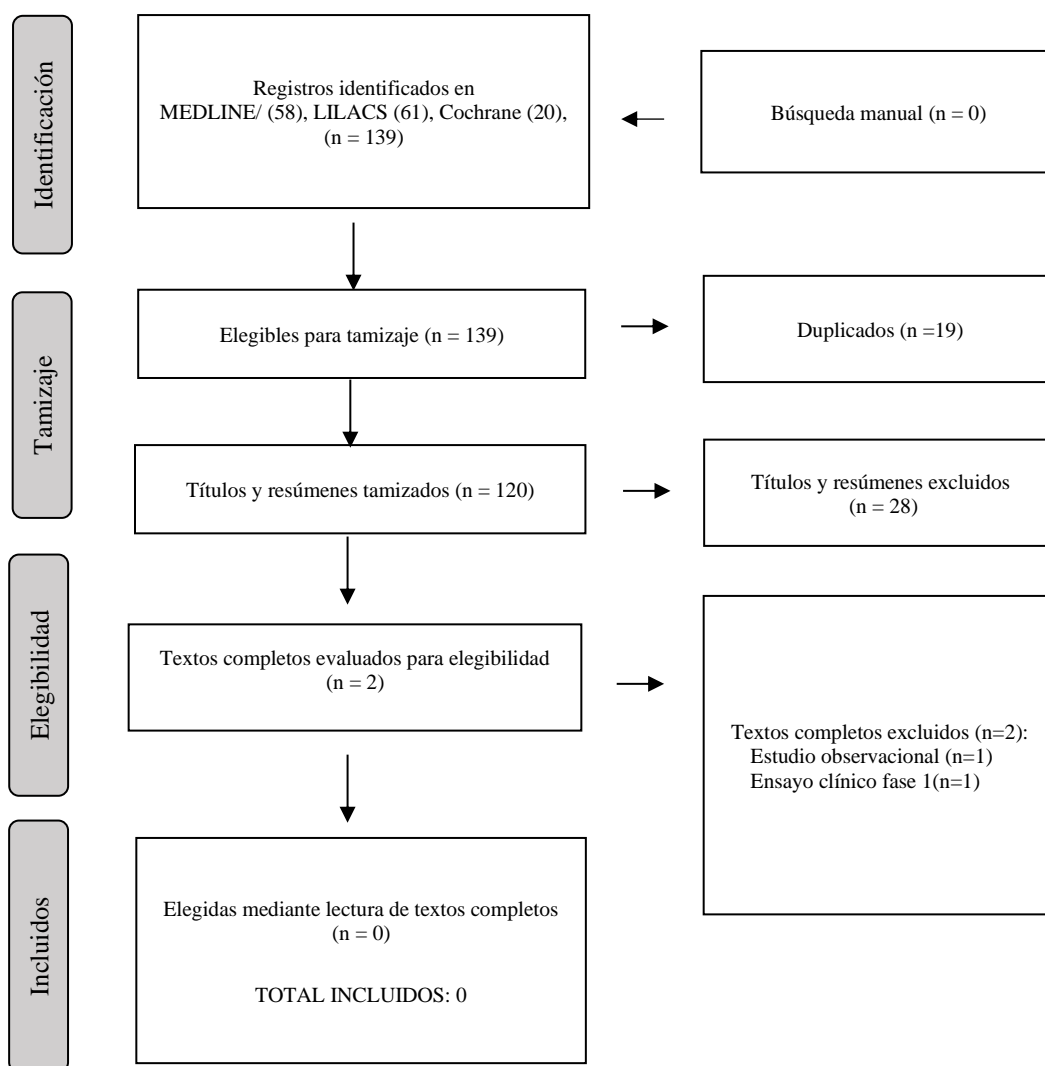 Identificación
Registros identificados en
MEDLINE/ (58), LILACS (61), Cochrane (20),
(n = 139)
Búsqueda manual (n = 0)
Tamizaje
Elegibles para tamizaje (n = 139)
Duplicados (n =19)
Títulos y resúmenes tamizados (n = 120)
Títulos y resúmenes excluidos
(n = 28)
Elegibilidad
Textos completos evaluados para elegibilidad
(n = 2)
Textos completos excluidos (n=2):
Estudio observacional (n=1)
Ensayo clínico fase 1(n=1)
Incluidos
Elegidas mediante lectura de textos completos
(n = 0)
TOTAL INCLUIDOS: 0